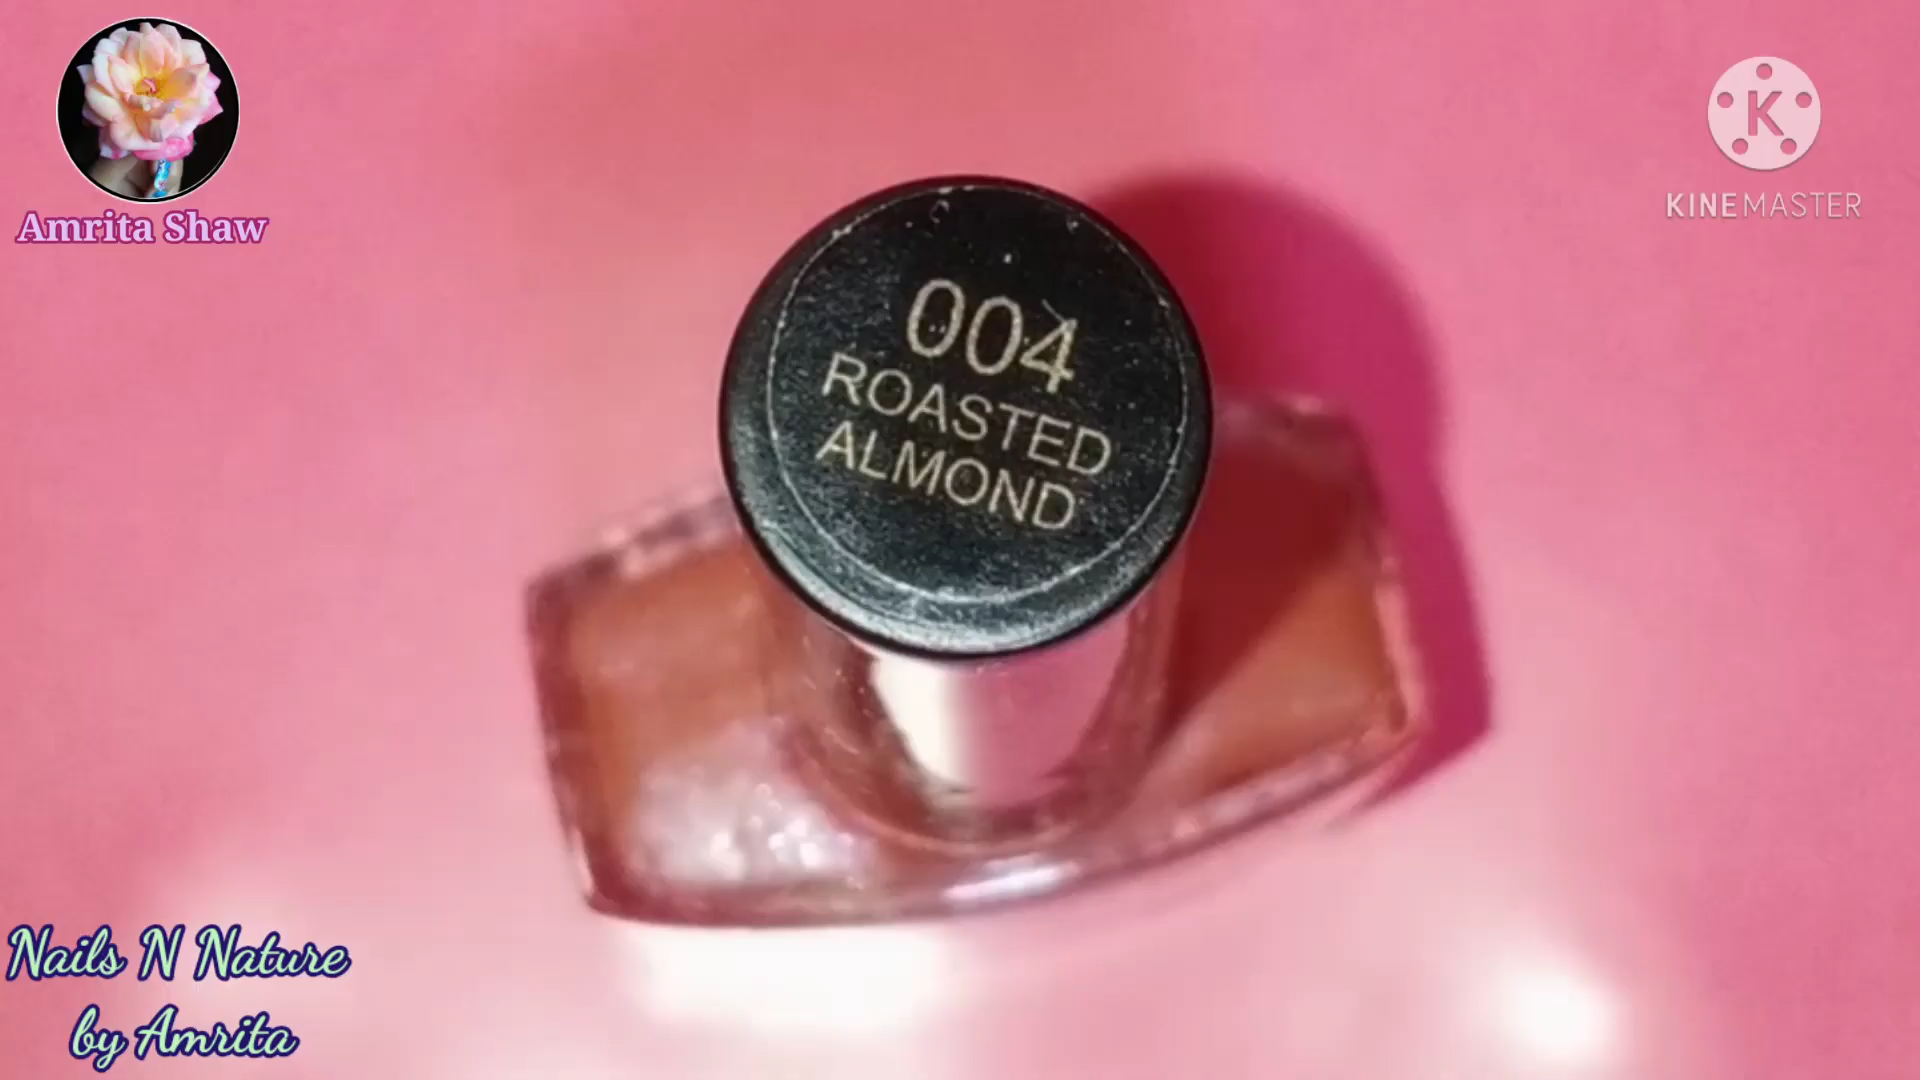 Amrita Shaw
K
KINEMASTER
004
ROASTED
ALMOND
Nails N Nature
by Amrita